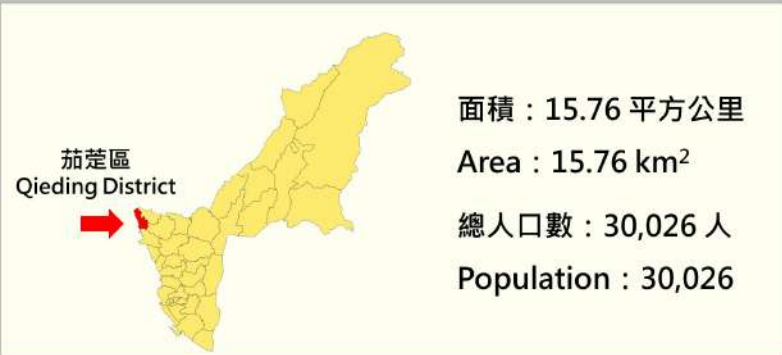 茄萣區
Qieding District
面積：15.76 平方公里
Area：15.76 km²
總人口數：30,026 人
Population：30,026